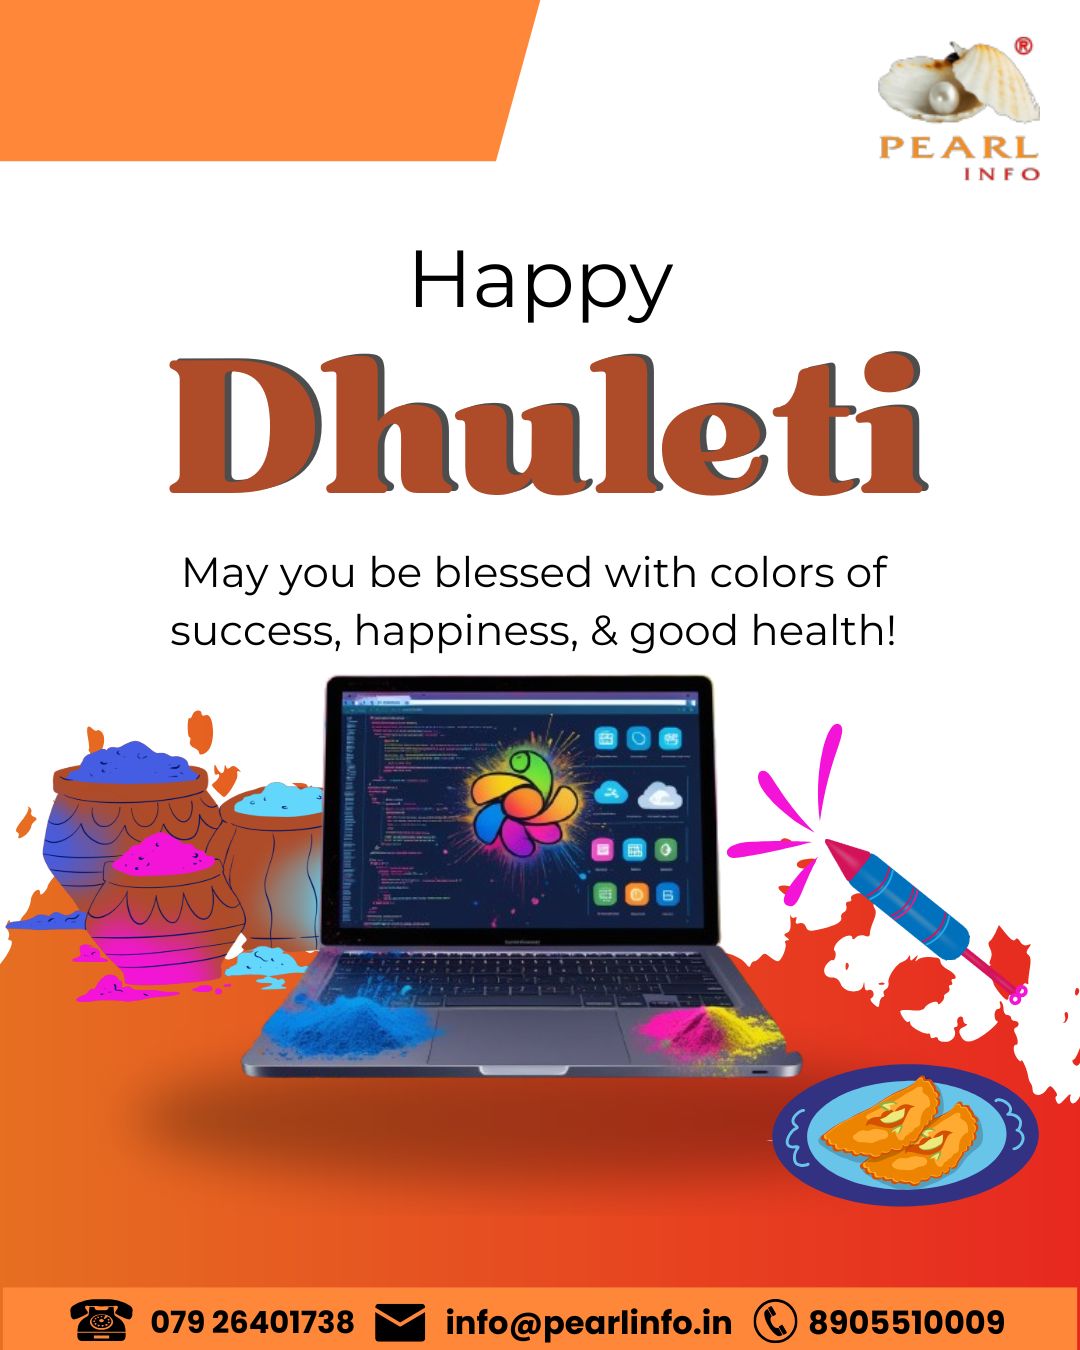 ®
PEARL
INFO
Happy
Dhuleti
May you be blessed with colors of
success, happiness, & good health!
079 26401738
info@pearlinfo.in
8905510009